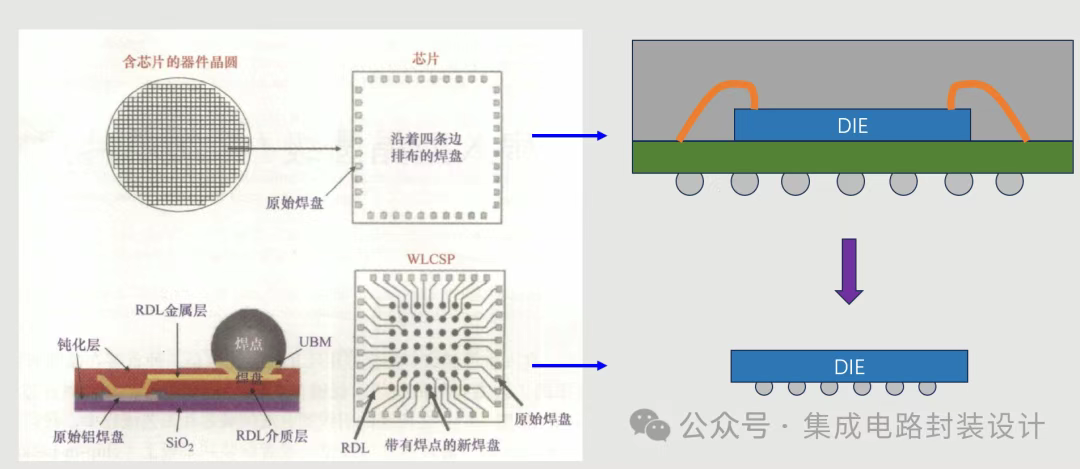 含芯片的器件晶圆
芯片
沿着四条边
排布的焊盘
原始焊盘
DIE
WLCSP
RDL金属层
焊点
UBM
钝化层
焊盘
原始铝焊盘
SiO₂
RDL介质层
RDL
带有焊点的新焊盘
原始焊盘
DIE
公众号 · 集成电路封装设计